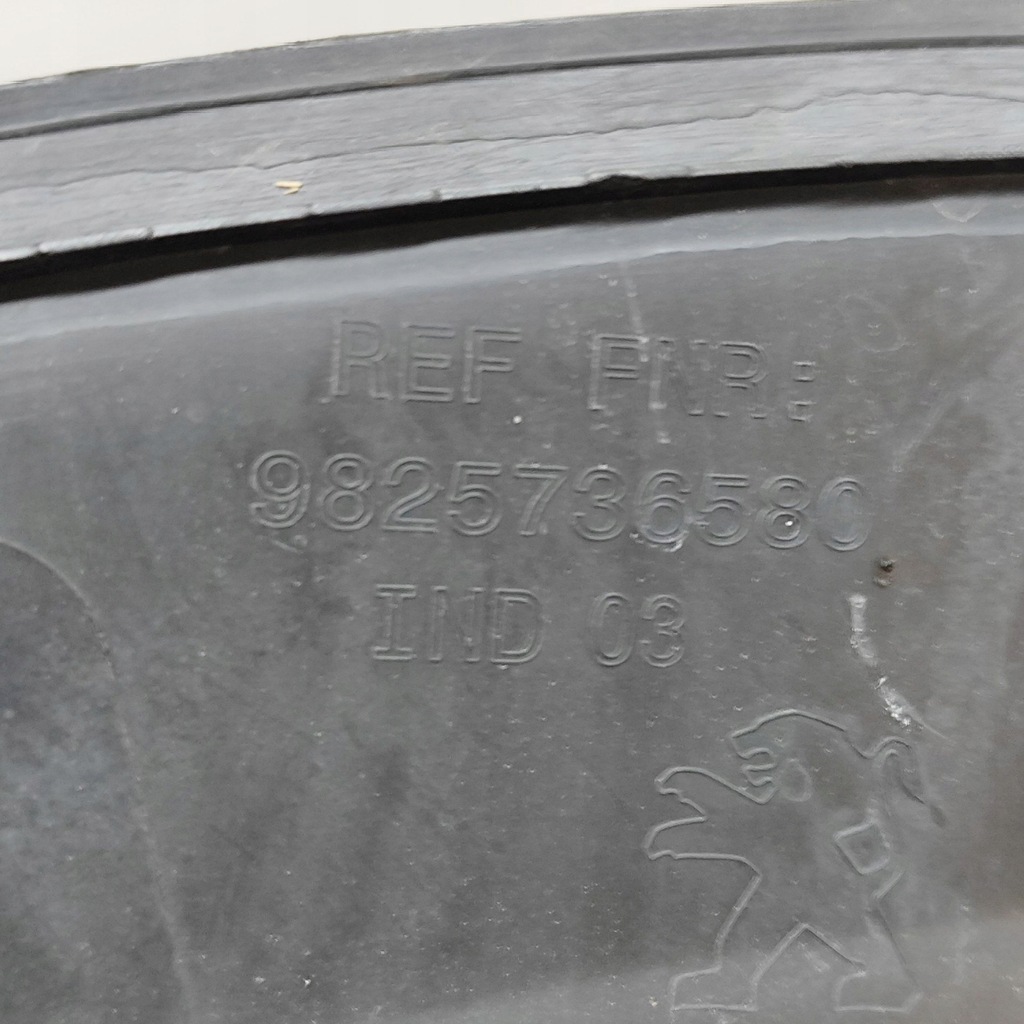 REF PNR:
9825736580
IND 03